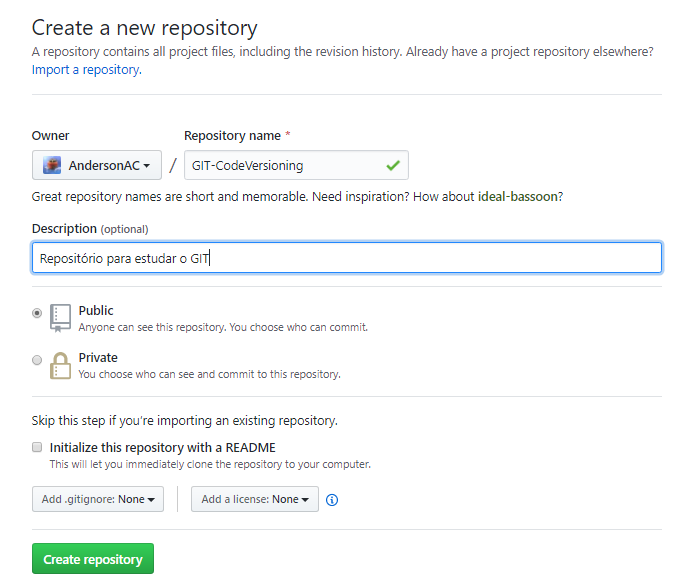 Create a new repository
A repository contains all project files, including the revision history. Already have a project repository elsewhere?
Import a repository.
Owner
Repository name *
AndersonAC
/
GIT-CodeVersioning
Great repository names are short and memorable. Need inspiration? How about ideal-bassoon?
Description (optional)
Repositório para estudar o GIT
Public
Anyone can see this repository. You choose who can commit.
Private
You choose who can see and commit to this repository.
Skip this step if you're importing an existing repository.
Initialize this repository with a README
This will let you immediately clone the repository to your computer.
Add .gitignore: None
Add a license: None
Create repository